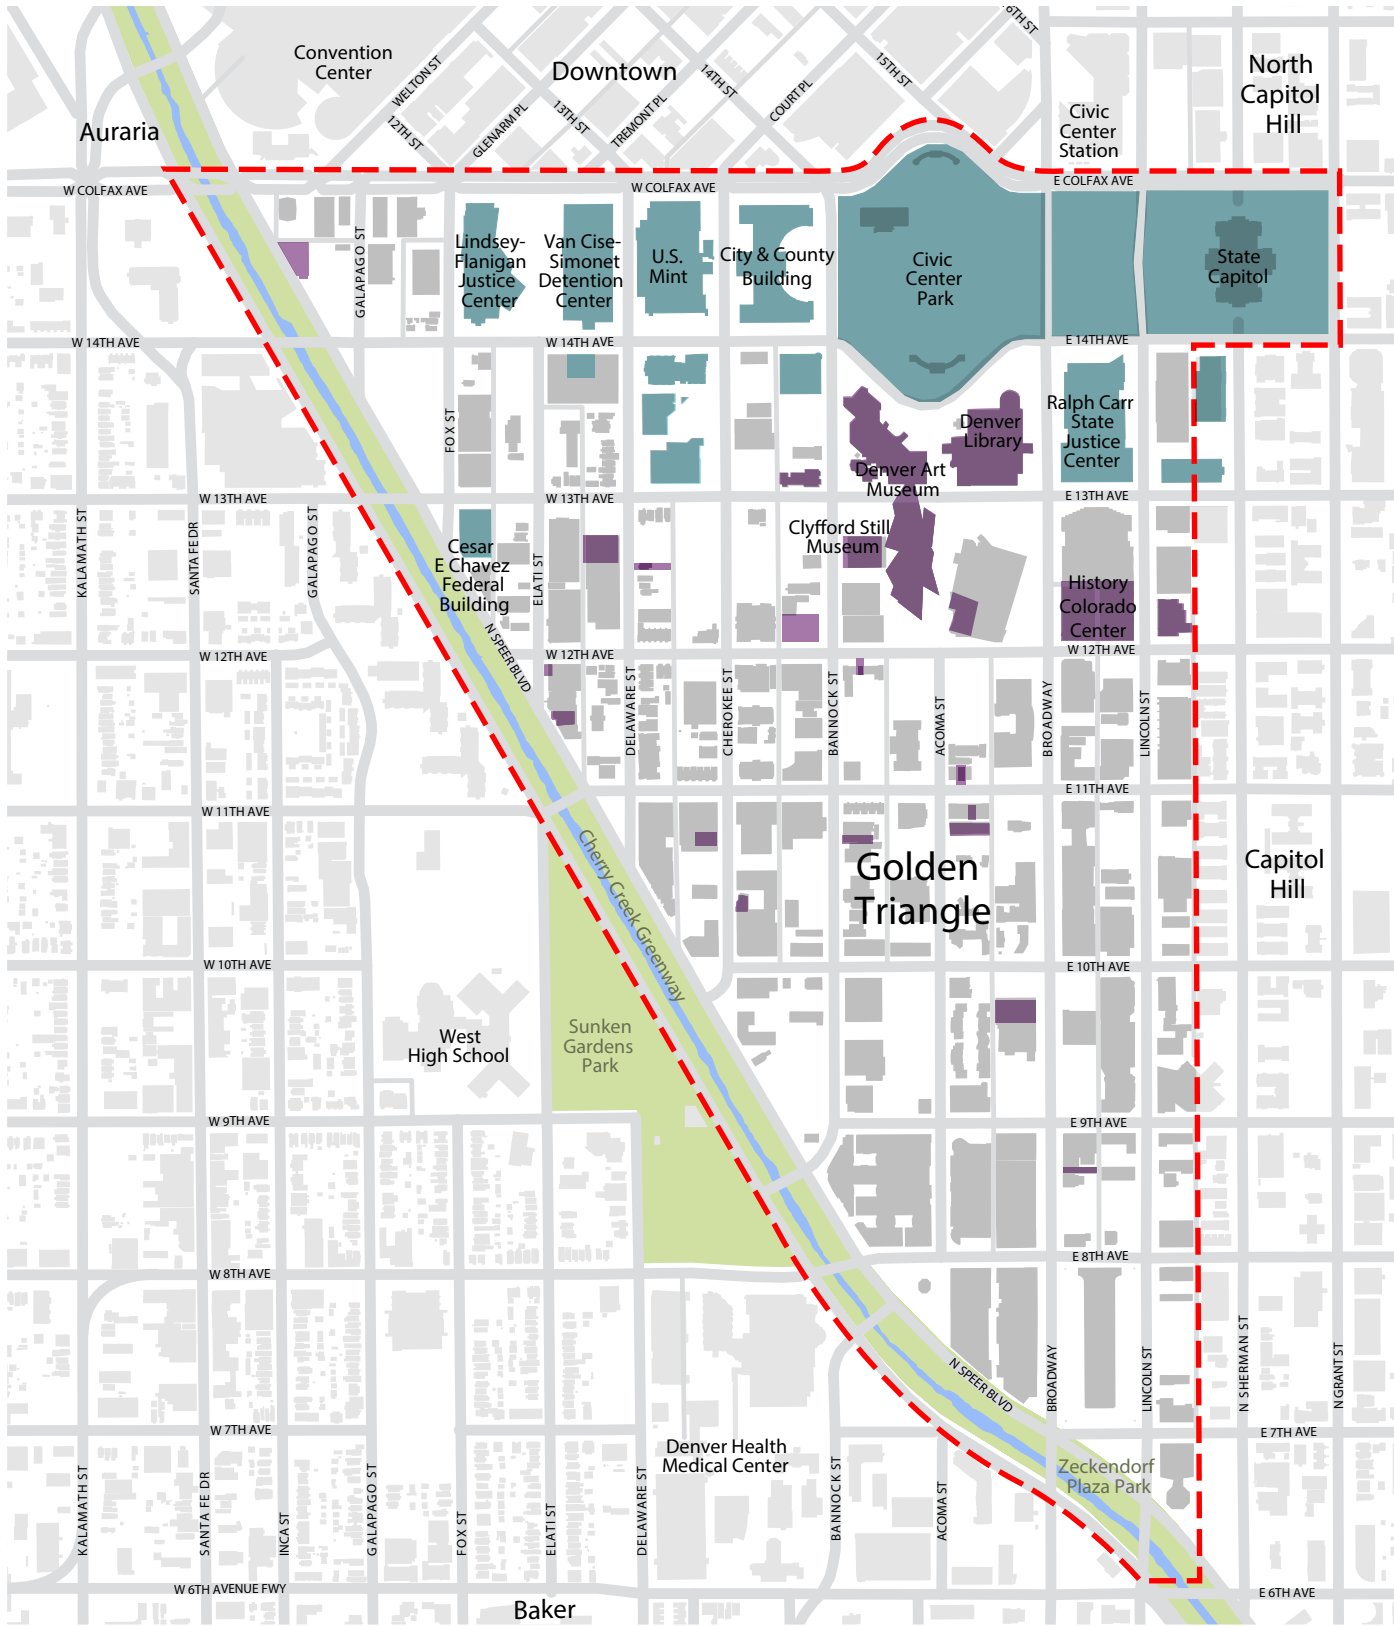 Convention
Center
Downtown
WELTON ST
12TH ST
GLENARM PL
13TH ST
TREMONT PL
14TH ST
COURT PL
15TH ST
16TH ST
North
Capitol
Hill
Civic
Center
Station
Auraria
W COLFAX AVE
W COLFAX AVE
E COLFAX AVE
GALAPAGO ST
Lindsey-
Flanigan
Justice
Center
Van Cise-
Simonet
Detention
Center
U.S.
Mint
City & County
Building
Civic
Center
Park
State
Capitol
W 14TH AVE
W 14TH AVE
E 14TH AVE
FOX ST
Denver
Library
Denver Art
Museum
Ralph Carr
State
Justice
Center
W 13TH AVE
W 13TH AVE
E 13TH AVE
KALAMATH ST
SANTA FE DR
GALAPAGO ST
Cesar
E Chavez
Federal
Building
ELATI ST
Clyfford Still
Museum
History
Colorado
Center
N SPEER BLVD
W 12TH AVE
W 12TH AVE
W 12TH AVE
DELAWARE ST
CHEROKEE ST
BANNOCK ST
ACOMA ST
BROADWAY
LINCOLN ST
W 11TH AVE
E 11TH AVE
Cherry Creek Greenway
Golden
Triangle
Capitol
Hill
W 10TH AVE
E 10TH AVE
West
High School
Sunken
Gardens
Park
W 9TH AVE
E 9TH AVE
W 8TH AVE
E 8TH AVE
N SPEER BLVD
BROADWAY
LINCOLN ST
N SHERMAN ST
N GRANT ST
W 7TH AVE
E 7TH AVE
Denver Health
Medical Center
Zeckendorf
Plaza Park
KALAMATH ST
SANTA FE DR
INCA ST
GALAPAGO ST
FOX ST
ELATI ST
DELAWARE ST
BANNOCK ST
ACOMA ST
W 6TH AVENUE FWY
E 6TH AVE
Baker